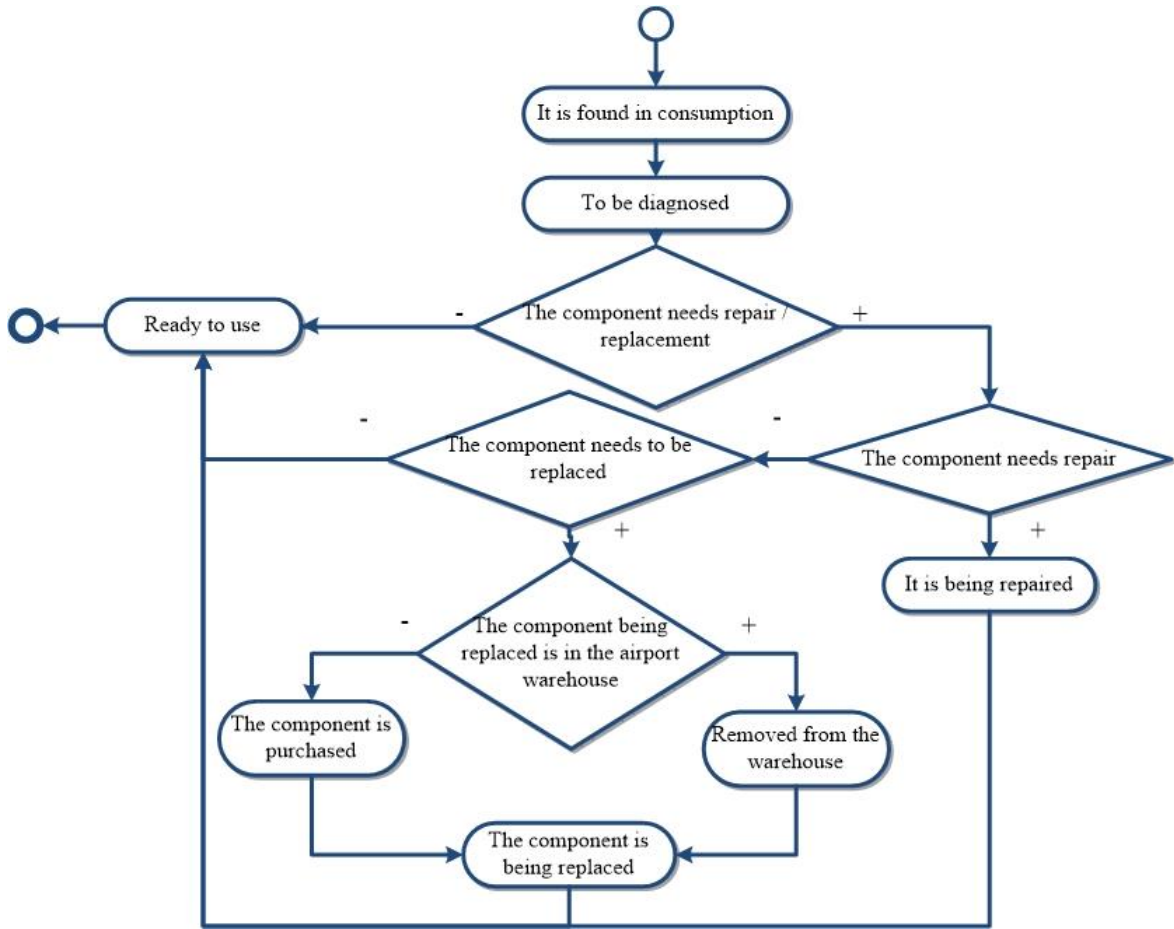 It is found in consumption
To be diagnosed
The component needs repair /
replacement
-
+
Ready to use
-
-
The component needs to be
replaced
The component needs repair
+
+
It is being repaired
-
+
The component being
replaced is in the airport
warehouse
The component is
purchased
Removed from the
warehouse
The component is
being replaced